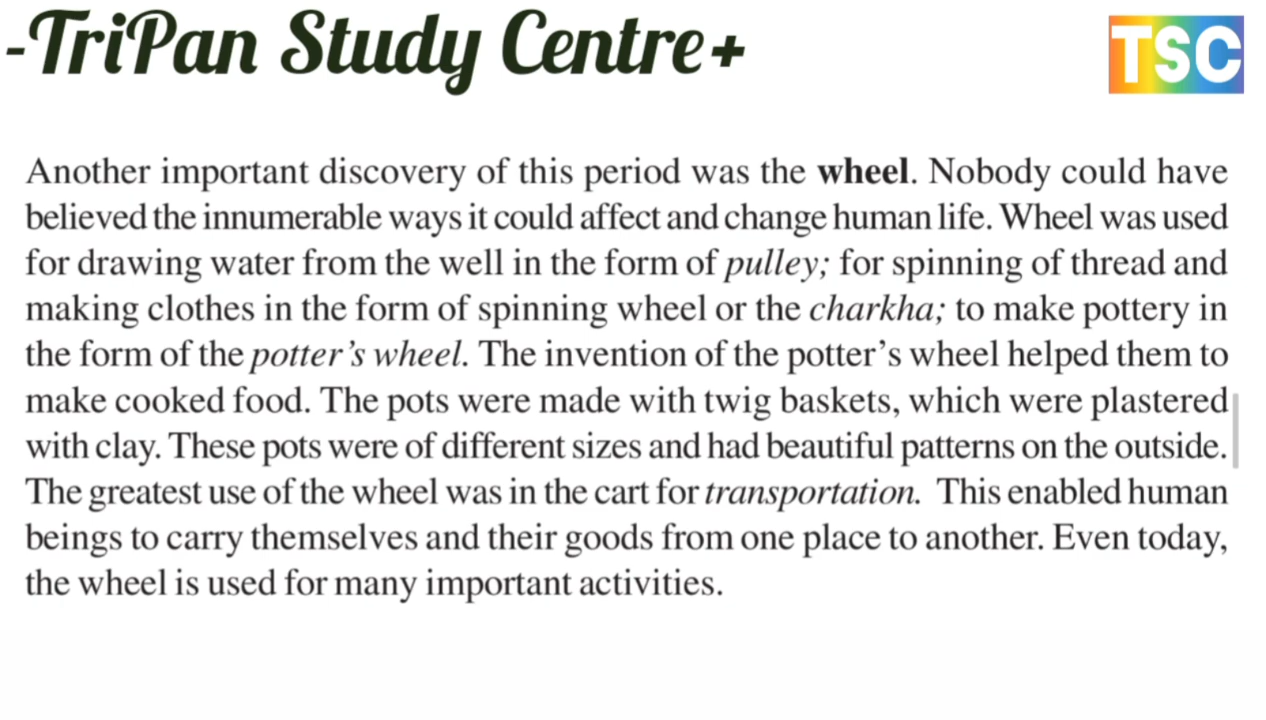 -TriPan Study Centre+
TSC
Another important discovery of this period was the wheel. Nobody could have
believed the innumerable ways it could affect and change human life. Wheel was used
for drawing water from the well in the form of pulley; for spinning of thread and
making clothes in the form of spinning wheel or the charkha; to make pottery in
the form of the potter’s wheel. The invention of the potter’s wheel helped them to
make cooked food. The pots were made with twig baskets, which were plastered
with clay. These pots were of different sizes and had beautiful patterns on the outside.
The greatest use of the wheel was in the cart for transportation. This enabled human
beings to carry themselves and their goods from one place to another. Even today,
the wheel is used for many important activities.